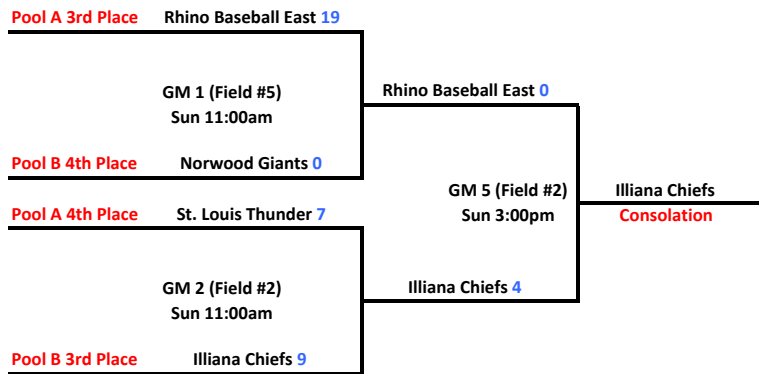 Pool A 3rd Place Rhino Baseball East 19
GM 1 (Field #5)
Sun 11:00am
Rhino Baseball East 0
Pool B 4th Place Norwood Giants 0
GM 5 (Field #2)
Sun 3:00pm
Illiana Chiefs
Consolation
Pool A 4th Place St. Louis Thunder 7
GM 2 (Field #2)
Sun 11:00am
Illiana Chiefs 4
Pool B 3rd Place Illiana Chiefs 9